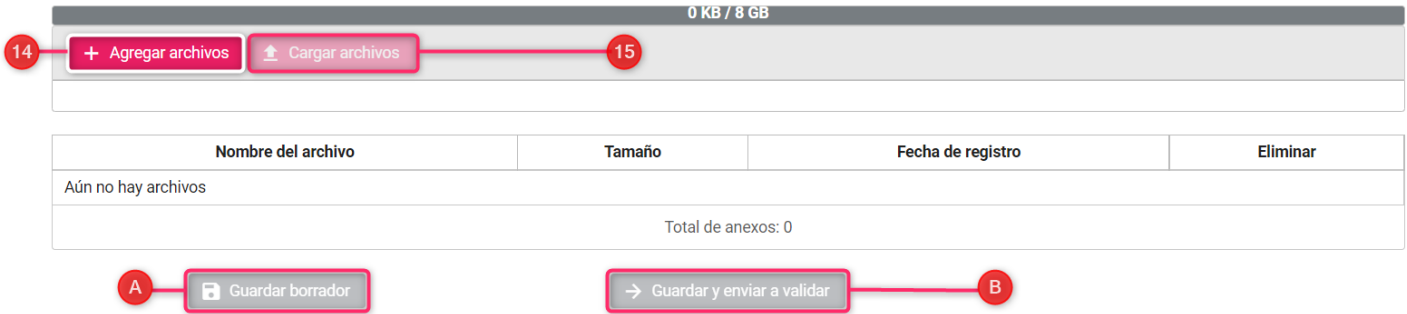 0 KB / 8 GB
14 + Agregar archivos Cargar archivos 15
Nombre del archivo Tamaño Fecha de registro Eliminar
Aún no hay archivos
Total de anexos: 0
A Guardar borrador → Guardar y enviar a validar B